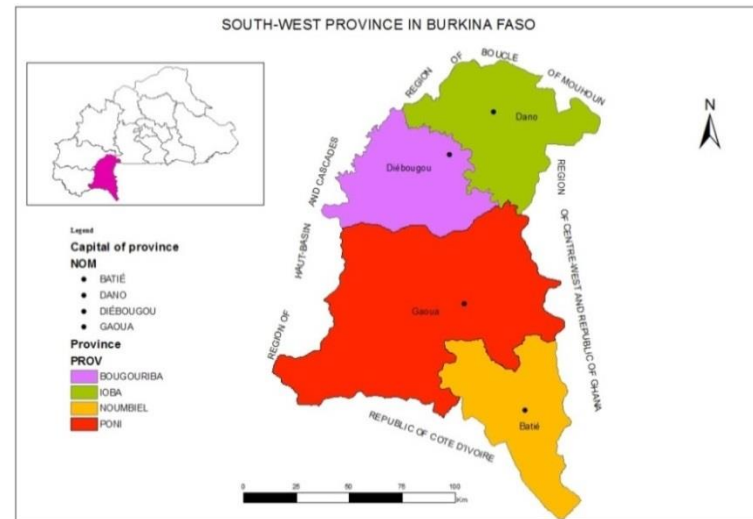 SOUTH-WEST PROVINCE IN BURKINA FASO
REGION OF BOUCLE OF MOUHOUN
N
Dano
Diébougou
REGION OF HAUT-BASIN AND CASCADES
REGION OF CENTRE-WEST AND REPUBLIC OF GHANA
Legend
Capital of province
NOM
BATIÉ
DANO
DIÉBOUGOU
GAOUA
Province
PROV
BOUGOURIBA
IOBA
NOUMBIEL
PONI
Gaoua
Batié
REPUBLIC OF COTE D'IVOIRE
0 25 50 75 100
Km